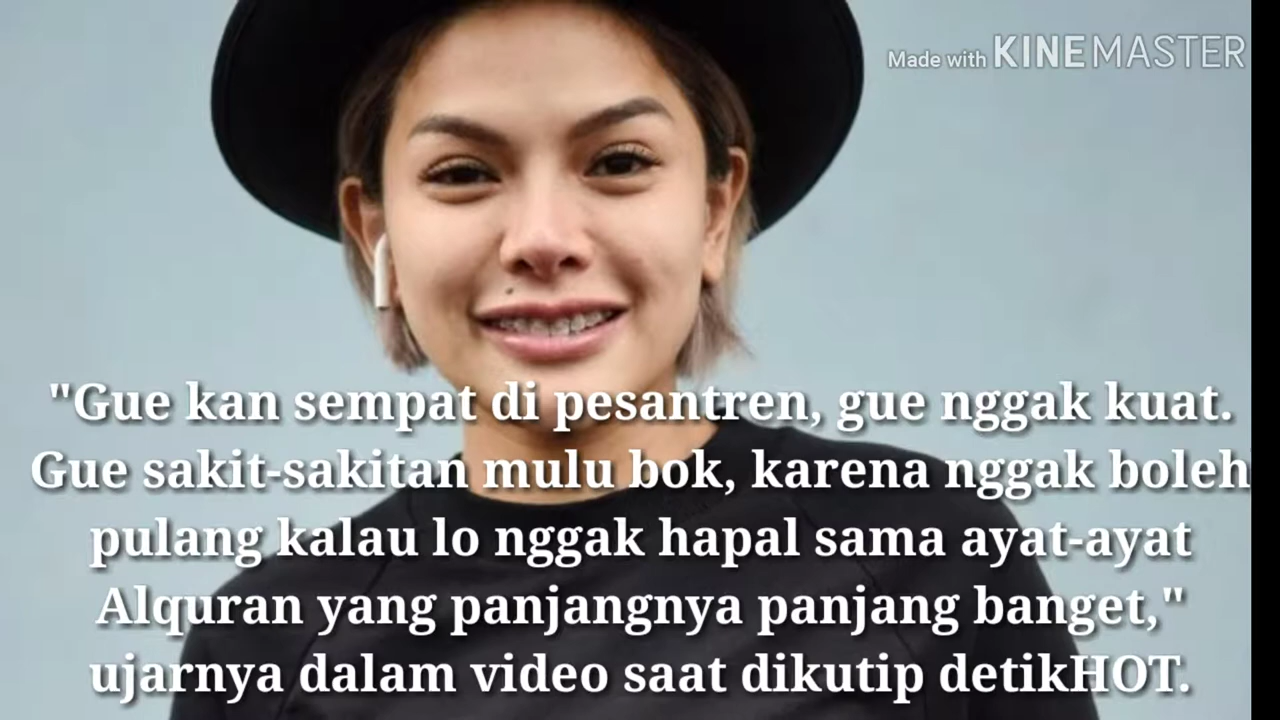 Made with KINEMASTER
"Gue kan sempat di pesantren, gue nggak kuat.
Gue sakit-sakitan mulu bok, karena nggak boleh
pulang kalau lo nggak hapal sama ayat-ayat
Alquran yang panjangnya panjang banget,"
ujarnya dalam video saat dikutip detikHOT.